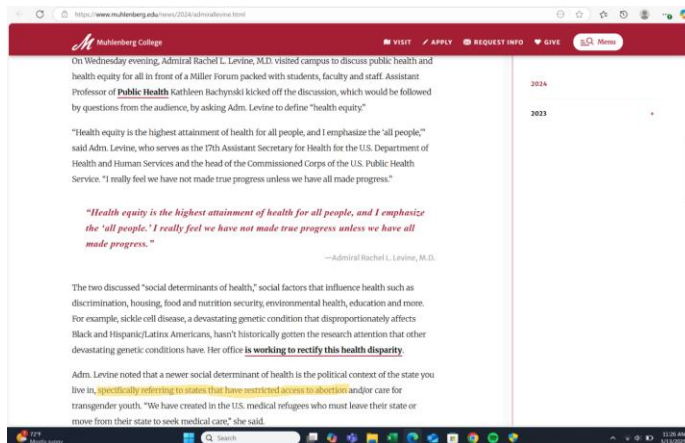 https://www.muhlenberg.edu/news/2024/admirallevine.html
Muhlenberg College
VISIT
APPLY
REQUEST INFO
GIVE
Menu
On Wednesday evening, Admiral Rachel L. Levine, M.D. visited campus to discuss public health and
health equity for all in front of a Miller Forum packed with students, faculty and staff. Assistant
Professor of Public Health Kathleen Bachynski kicked off the discussion, which would be followed
by questions from the audience, by asking Adm. Levine to define “health equity.”
“Health equity is the highest attainment of health for all people, and I emphasize the ‘all people,’”
said Adm. Levine, who serves as the 17th Assistant Secretary for Health for the U.S. Department of
Health and Human Services and the head of the Commissioned Corps of the U.S. Public Health
Service. “I really feel we have not made true progress unless we have all made progress.”
“Health equity is the highest attainment of health for all people, and I emphasize
the ‘all people.’ I really feel we have not made true progress unless we have all
made progress.”
—Admiral Rachel L. Levine, M.D.
The two discussed “social determinants of health,” social factors that influence health such as
discrimination, housing, food and nutrition security, environmental health, education and more.
For example, sickle cell disease, a devastating genetic condition that disproportionately affects
Black and Hispanic/Latinx Americans, hasn’t historically gotten the research attention that other
devastating genetic conditions have. Her office is working to rectify this health disparity.
Adm. Levine noted that a newer social determinant of health is the political context of the state you
live in, specifically referring to states that have restricted access to abortion and/or care for
transgender youth. “We have created in the U.S. medical refugees who must leave their state or
move from their state to seek medical care,” she said.
2024
2023
72°F
Search
11:26 AM